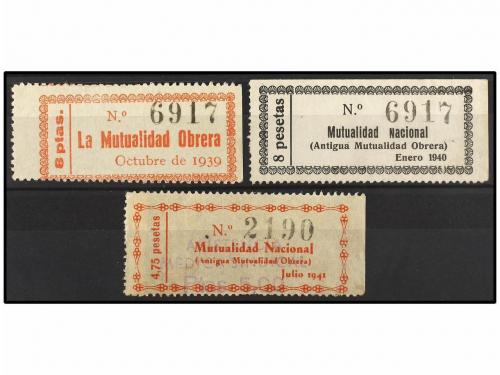 8 ptas.
N.º 6917
La Mutualidad Obrera
Octubre de 1939
8 pesetas
N.º 6917
Mutualidad Nacional
(Antigua Mutualidad Obrera)
Enero 1940
4,75 pesetas
N.º 2190
Mutualidad Nacional
(Antigua Mutualidad Obrera)
Julio 1941